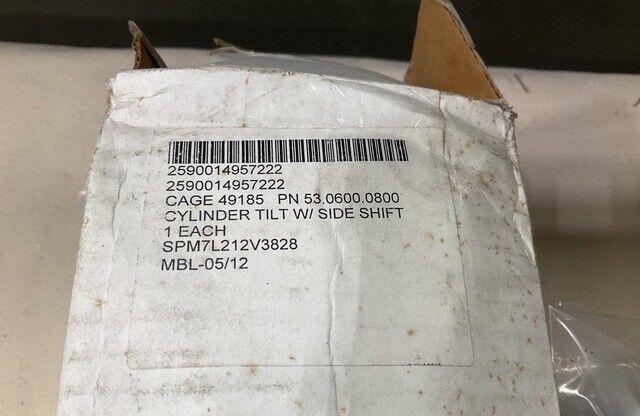 2590014957222
2590014957222
CAGE 49185 PN 53.0600.0800
CYLINDER TILT W/ SIDE SHIFT
1 EACH
SPM7L212V3828
MBL-05/12